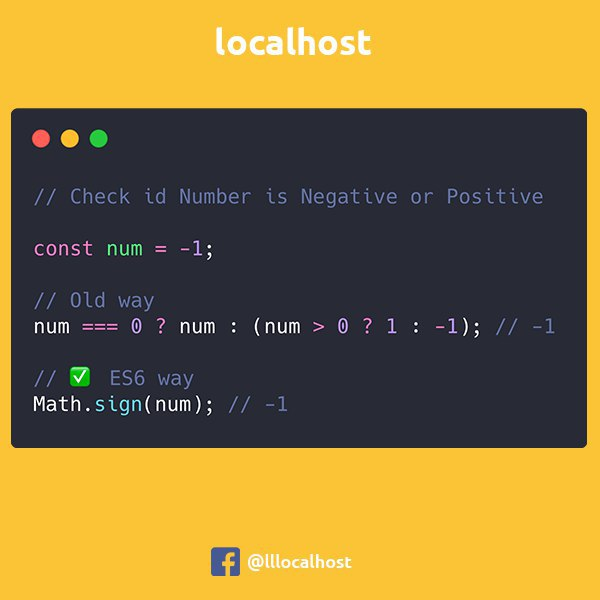 localhost
// Check id Number is Negative or Positive
const num = -1;
// Old way
num === 0 ? num : (num > 0 ? 1 : -1); // -1
// ✅ ES6 way
Math.sign(num); // -1
@lllocalhost